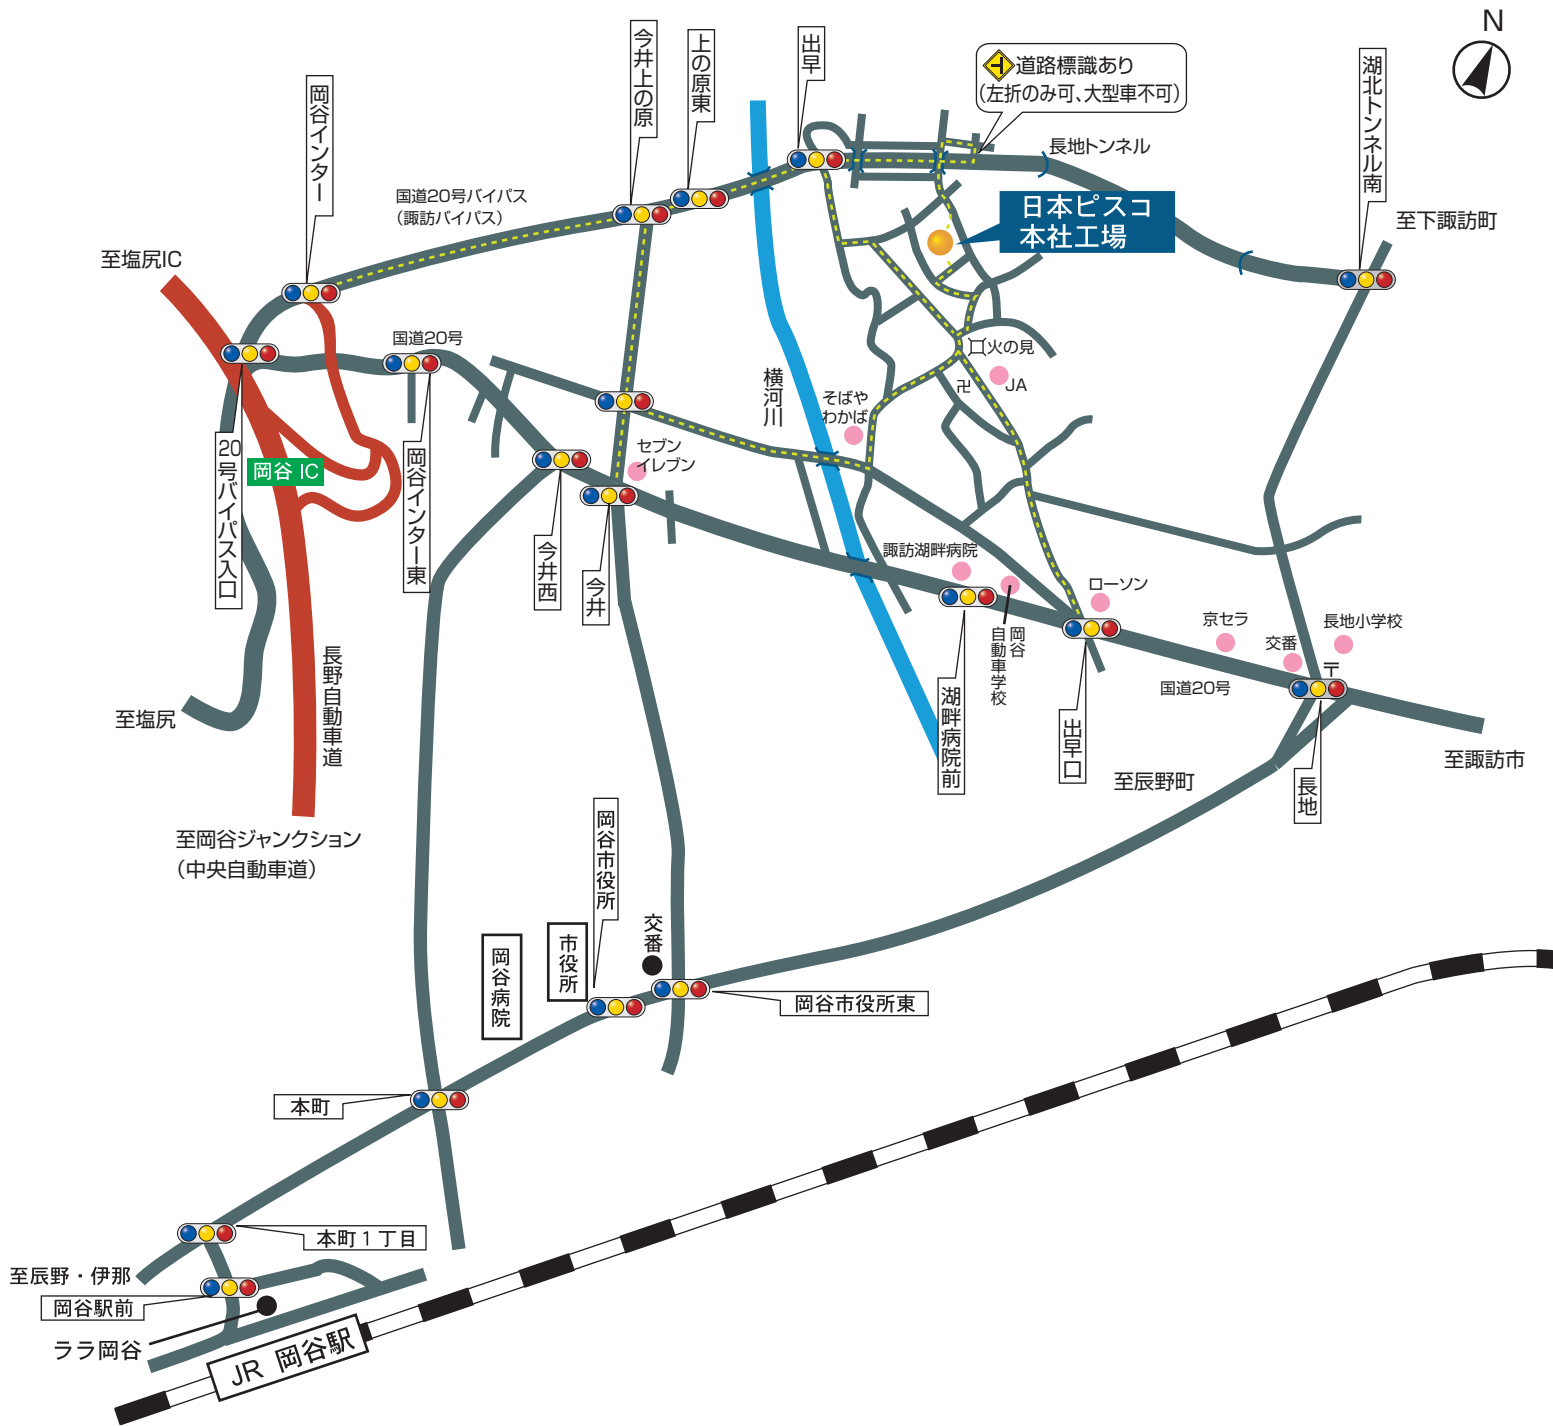 N
道路標識あり
(左折のみ可、大型車不可)
出早
今井上の原
上の原東
湖北トンネル南
岡谷インター
長地トンネル
国道20号バイパス
(諏訪バイパス)
日本ピスコ
本社工場
至下諏訪町
至塩尻IC
国道20号
火の見
JA
卍
横河川
そばや
わかば
セブン
イレブン
20号バイパス入口
岡谷 IC
岡谷インター東
今井西
今井
諏訪湖畔病院
岡谷
自動車学校
ローソン
京セラ
交番
長地小学校
〒
国道20号
湖畔病院前
出早口
長地
至諏訪市
至辰野町
至塩尻
長野自動車道
至岡谷ジャンクション
(中央自動車道)
岡谷市役所
市役所
交番
岡谷病院
岡谷市役所東
本町
本町1丁目
至辰野・伊那
岡谷駅前
ララ岡谷
JR 岡谷駅